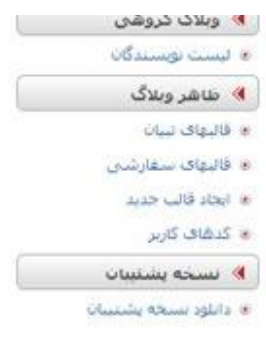 وبلاگ گروهی
لیست نویسندگان
ظاهر وبلاگ
قالبهای تبیان
قالبهای سفارشی
ایجاد قالب جدید
کدهای کاربر
نسخه پشتیبان
دانلود نسخه پشتیبان